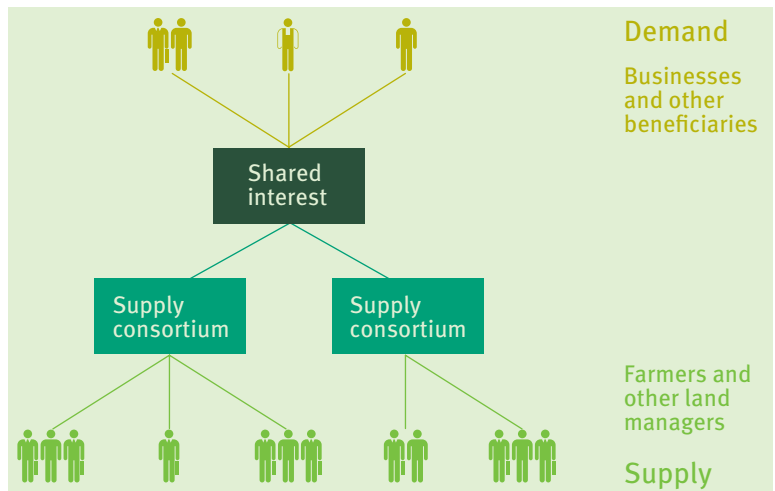 Demand
Businesses
and other
beneficiaries
Shared
interest
Supply
consortium
Supply
consortium
Farmers and
other land
managers
Supply